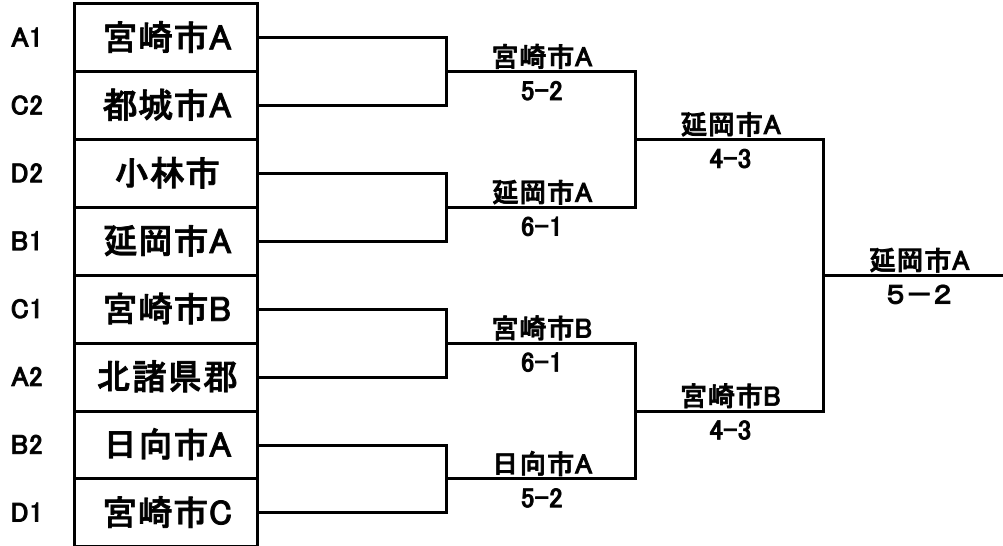 A1 宮崎市A
C2 都城市A
D2 小林市
B1 延岡市A
C1 宮崎市B
A2 北諸県郡
B2 日向市A
D1 宮崎市C
宮崎市A
5-2
延岡市A
6-1
宮崎市B
6-1
日向市A
5-2
延岡市A
4-3
宮崎市B
4-3
延岡市A
5－2